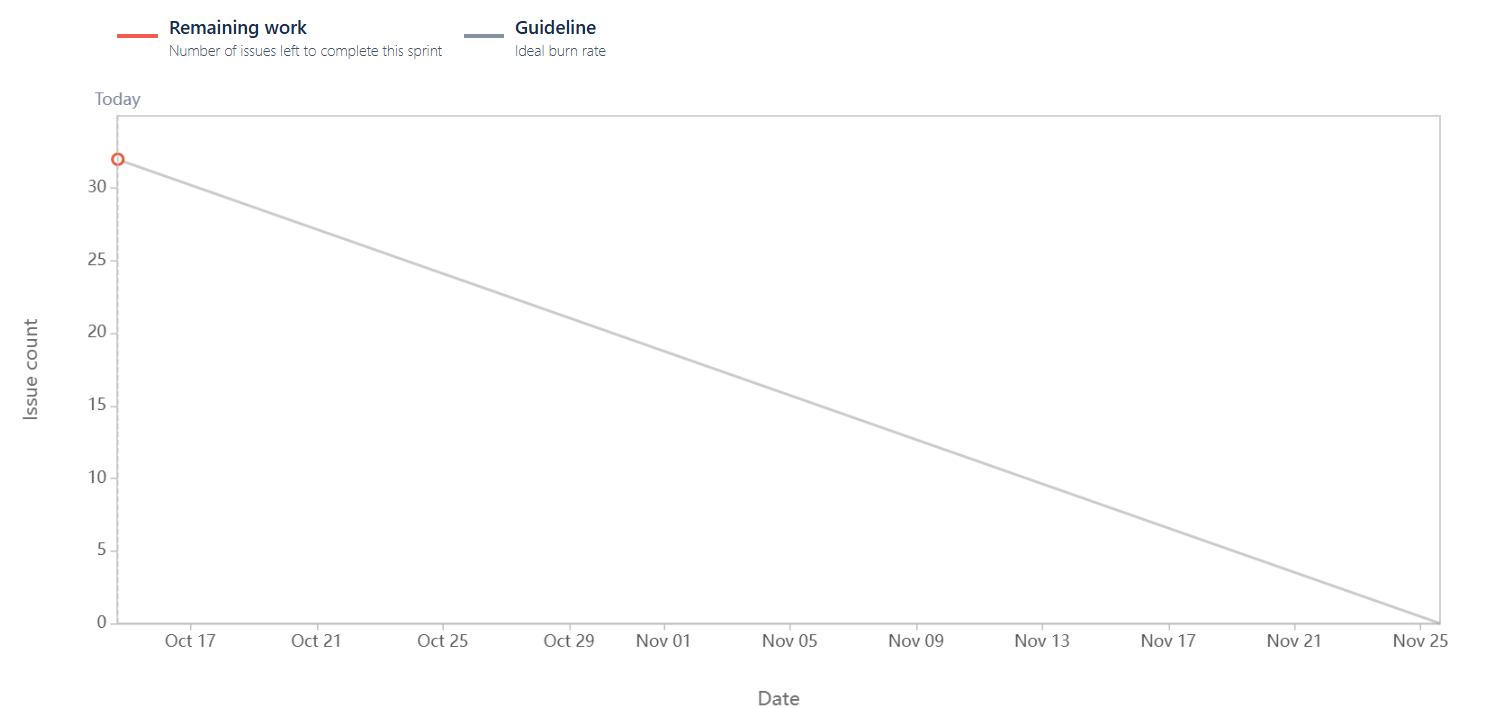 Remaining work
Number of issues left to complete this sprint
Guideline
Ideal burn rate
Today
30
25
20
15
10
5
0
Issue count
Oct 17 Oct 21 Oct 25 Oct 29 Nov 01 Nov 05 Nov 09 Nov 13 Nov 17 Nov 21 Nov 25
Date